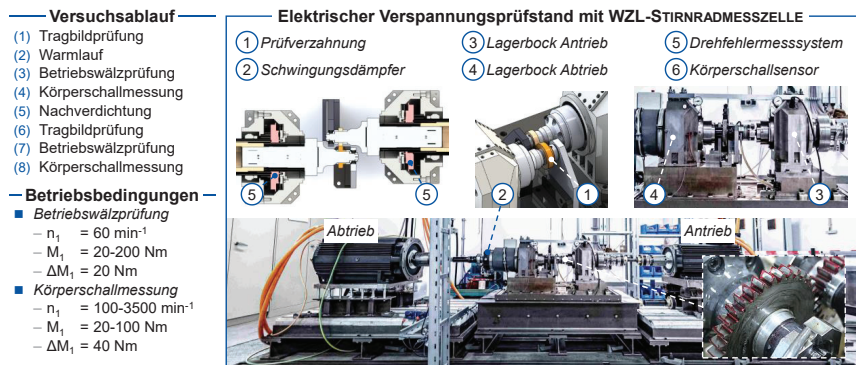 Versuchsablauf
(1) Tragbildprüfung
(2) Warmlauf
(3) Betriebswälzprüfung
(4) Körperschallmessung
(5) Nachverdichtung
(6) Tragbildprüfung
(7) Betriebswälzprüfung
(8) Körperschallmessung
Betriebsbedingungen
■ Betriebswälzprüfung
– n₁ = 60 min⁻¹
– M₁ = 20-200 Nm
– ΔM₁ = 20 Nm
■ Körperschallmessung
– n₁ = 100-3500 min⁻¹
– M₁ = 20-100 Nm
– ΔM₁ = 40 Nm
Elektrischer Verspannungsprüfstand mit WZL-STIRNRADMESSZELLE
1 Prüfverzahnung 3 Lagerbock Antrieb 5 Drehfehlermesssystem
2 Schwingungsdämpfer 4 Lagerbock Abtrieb 6 Körperschallsensor
5 5 2 1 4 3
Abtrieb Antrieb